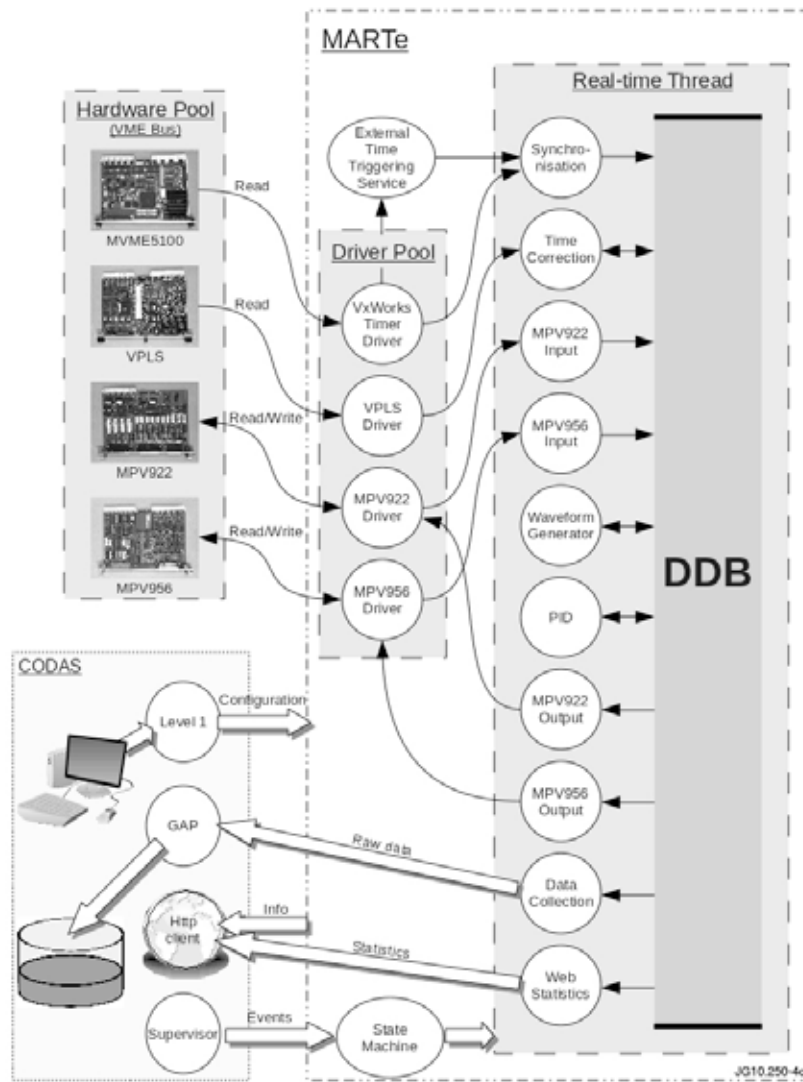 MARTe
Real-time Thread
Hardware Pool
(VME Bus)
MVME5100
VPLS
MPV922
MPV956
Read
Read
Read/Write
Read/Write
External
Time
Triggering
Service
Driver Pool
VxWorks
Timer
Driver
VPLS
Driver
MPV922
Driver
MPV956
Driver
Synchro-
nisation
Time
Correction
MPV922
Input
MPV956
Input
Waveform
Generator
PID
MPV922
Output
MPV956
Output
Data
Collection
Web
Statistics
DDB
CODAS
Level 1
Configuration
GAP
Raw data
Http
client
Info
Statistics
Supervisor
Events
State
Machine